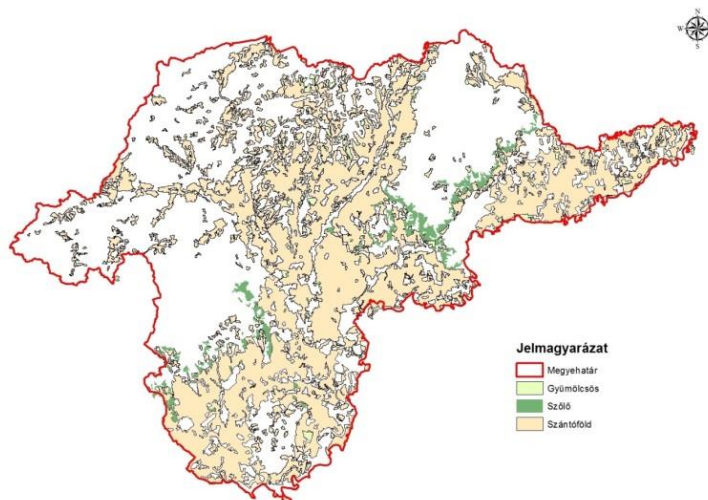 N
W
E
S
Jelmagyarázat
Megyehatár
Gyümölcsös
Szőlő
Szántóföld